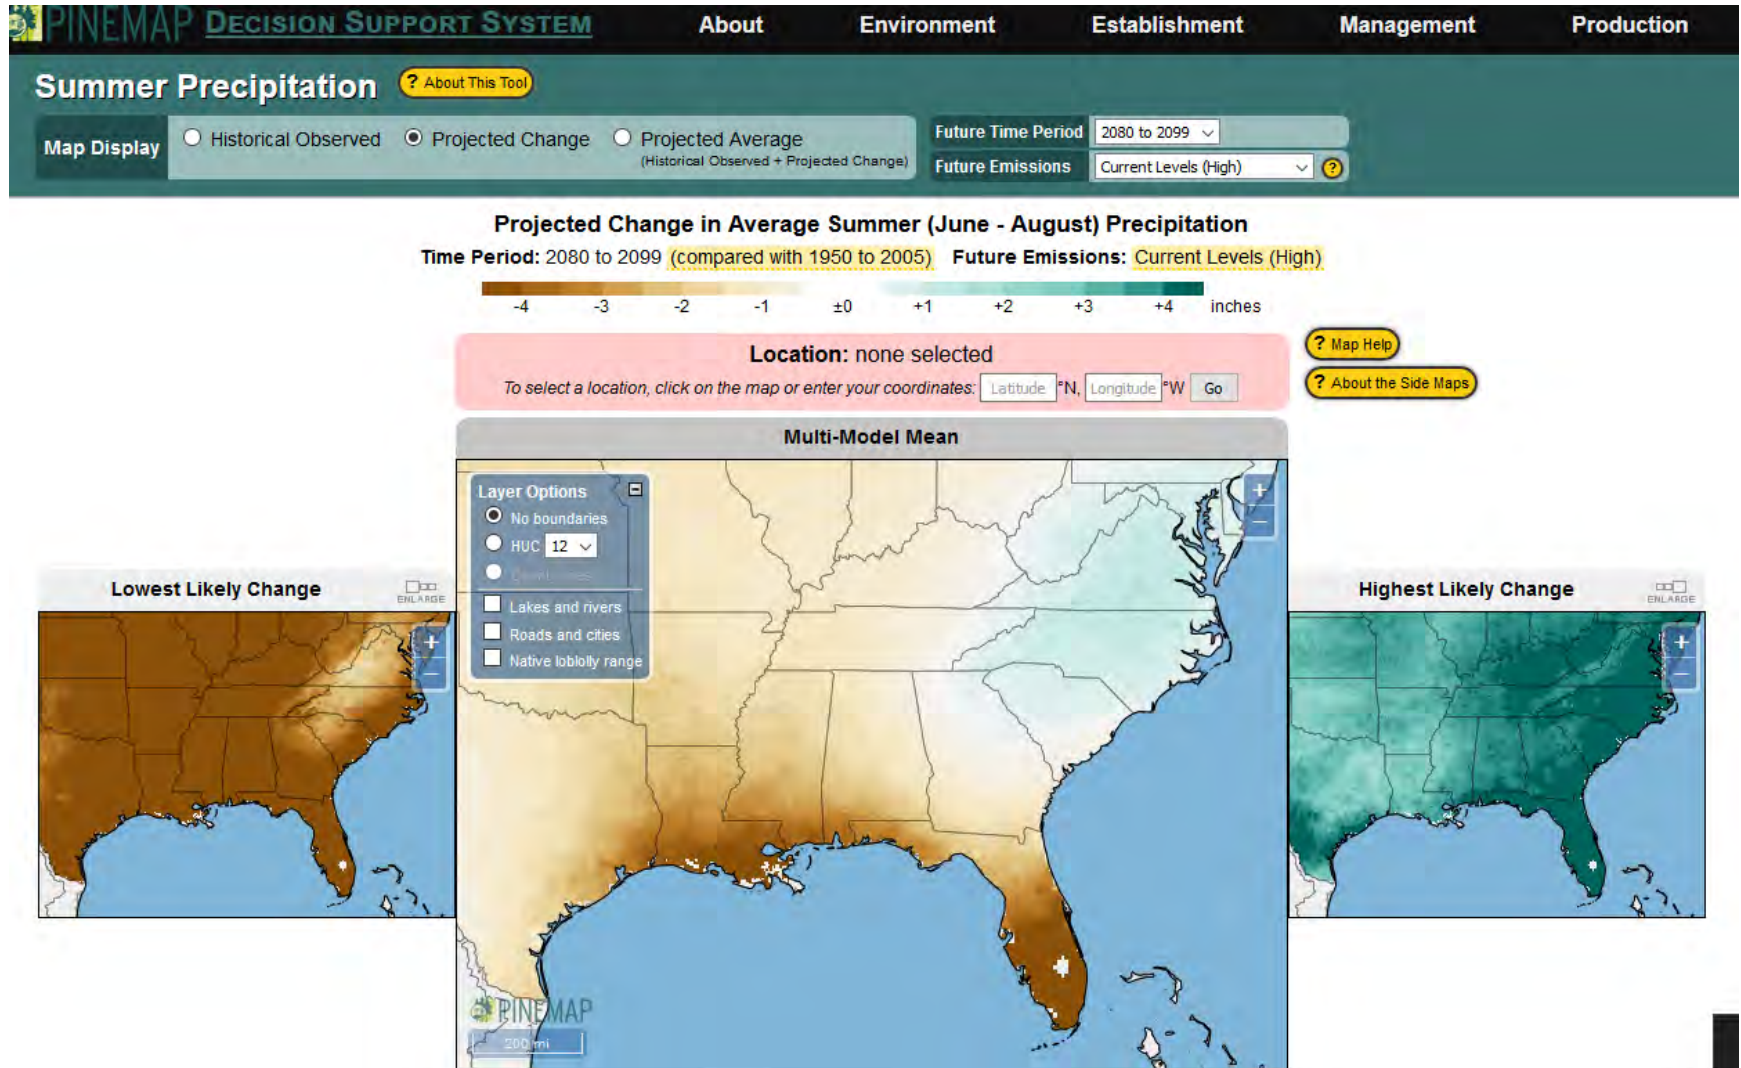 PINEMAP DECISION SUPPORT SYSTEM About Environment Establishment Management Production
Summer Precipitation ? About This Tool
Map Display Historical Observed Projected Change Projected Average
(Historical Observed + Projected Change)
Future Time Period 2080 to 2099
Future Emissions Current Levels (High) ?
Projected Change in Average Summer (June - August) Precipitation
Time Period: 2080 to 2099 (compared with 1950 to 2005) Future Emissions: Current Levels (High)
-4 -3 -2 -1 ±0 +1 +2 +3 +4 inches
Location: none selected
To select a location, click on the map or enter your coordinates: Latitude °N, Longitude °W Go
? Map Help
? About the Side Maps
Multi-Model Mean
Layer Options
No boundaries
HUC 12
Lakes and rivers
Roads and cities
Native loblolly range
+
−
PINEMAP
200 mi
Lowest Likely Change
ENLARGE
+
−
Highest Likely Change
ENLARGE
+
−